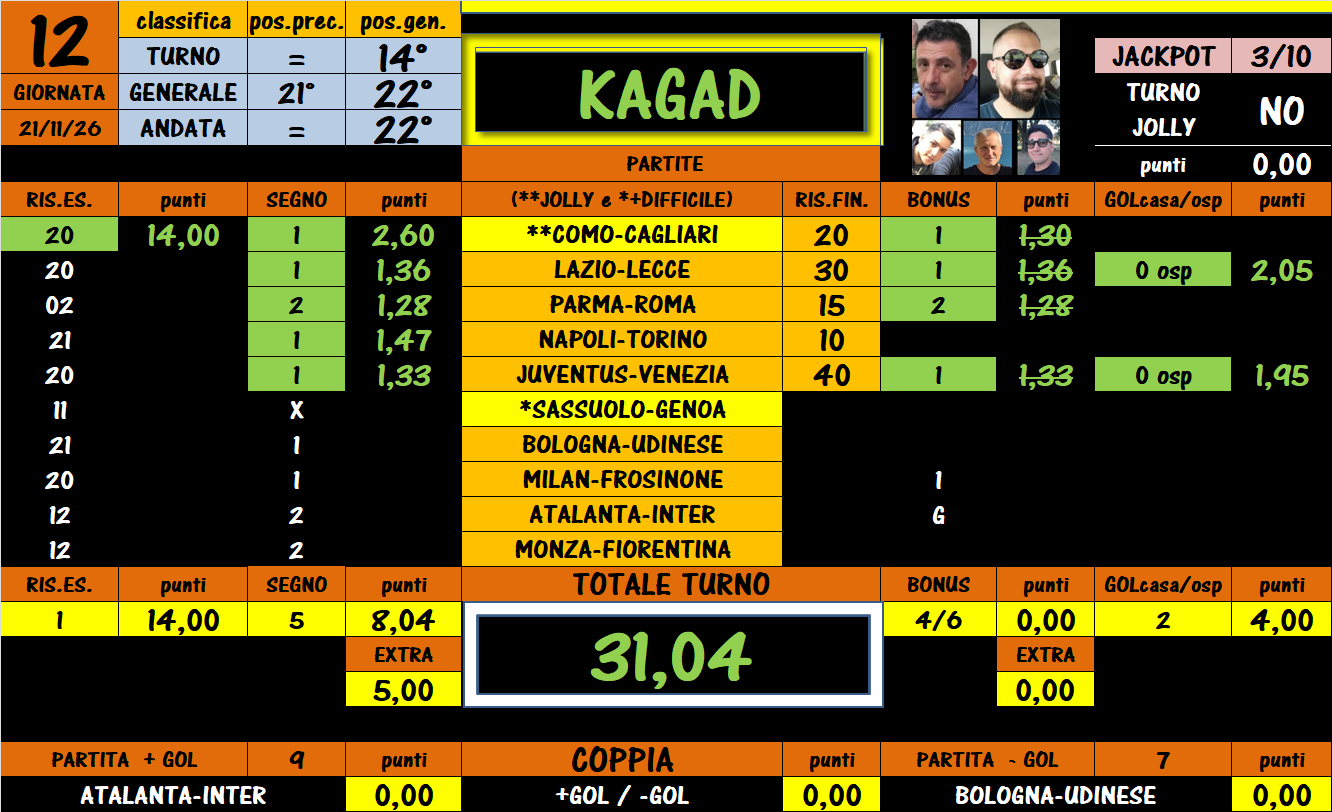 12 classifica pos.prec. pos.gen.
TURNO = 14°
GIORNATA GENERALE 21° 22°
21/11/26 ANDATA = 22°
KAGAD
JACKPOT 3/10
TURNO JOLLY NO
punti 0,00
PARTITE
RIS.ES. punti SEGNO punti (**JOLLY e *+DIFFICILE) RIS.FIN. BONUS punti GOLcasa/osp punti
20 14,00 1 2,60 **COMO-CAGLIARI 20 1 1,30
20 1 1,36 LAZIO-LECCE 30 1 1,36 0 osp 2,05
02 2 1,28 PARMA-ROMA 15 2 1,28
21 1 1,47 NAPOLI-TORINO 10
20 1 1,33 JUVENTUS-VENEZIA 40 1 1,33 0 osp 1,95
11 X *SASSUOLO-GENOA
21 1 BOLOGNA-UDINESE
20 1 MILAN-FROSINONE 1
12 2 ATALANTA-INTER G
12 2 MONZA-FIORENTINA
RIS.ES. punti SEGNO punti TOTALE TURNO BONUS punti GOLcasa/osp punti
1 14,00 5 8,04 31,04 4/6 0,00 2 4,00
EXTRA EXTRA
5,00 0,00
PARTITA + GOL 9 punti COPPIA punti PARTITA - GOL 7 punti
ATALANTA-INTER 0,00 +GOL / -GOL 0,00 BOLOGNA-UDINESE 0,00